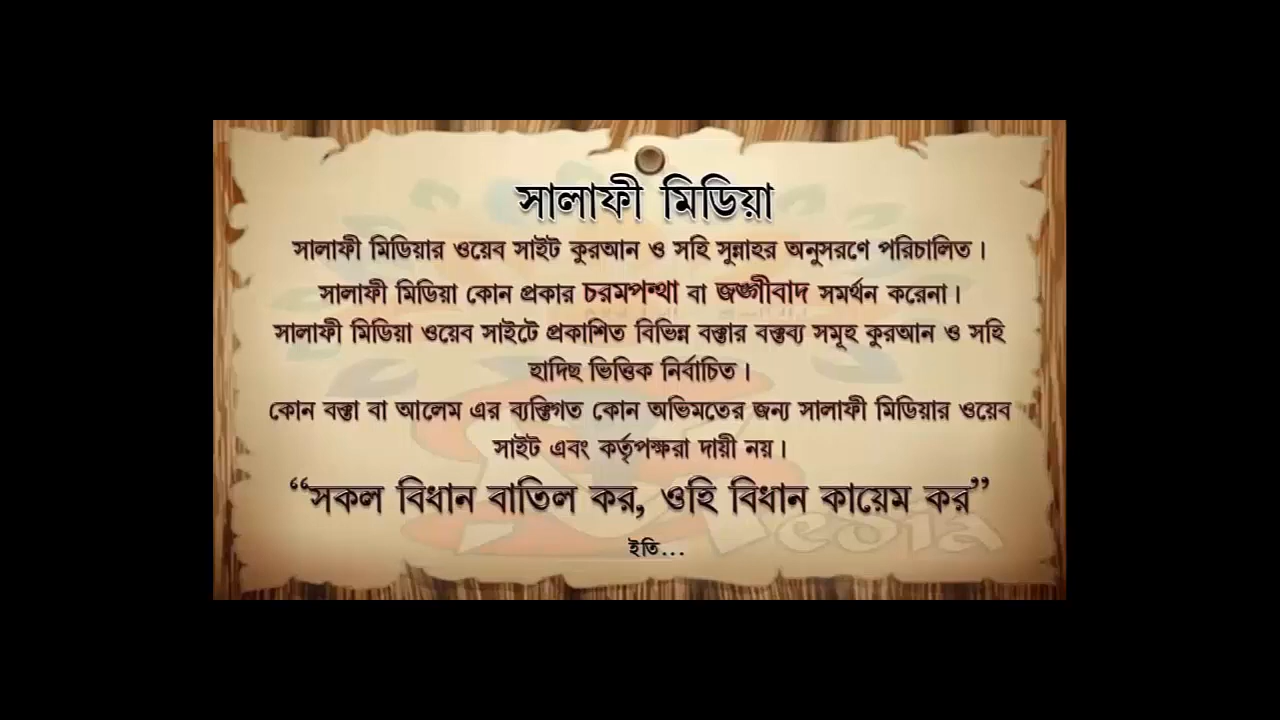 সালাফী মিডিয়া
সালাফী মিডিয়ার ওয়েব সাইট কুরআন ও সহি সুন্নাহর অনুসরণে পরিচালিত।
সালাফী মিডিয়া কোন প্রকার চরমপন্থা বা জঙ্গীবাদ সমর্থন করেনা।
সালাফী মিডিয়া ওয়েব সাইটে প্রকাশিত বিভিন্ন বক্তার বক্তব্য সমূহ কুরআন ও সহি
হাদিছ ভিত্তিক নির্বাচিত।
কোন বক্তা বা আলেম এর ব্যক্তিগত কোন অভিমতের জন্য সালাফী মিডিয়ার ওয়েব
সাইট এবং কর্তৃপক্ষরা দায়ী নয়।
“সকল বিধান বাতিল কর, ওহি বিধান কায়েম কর”
ইতি...